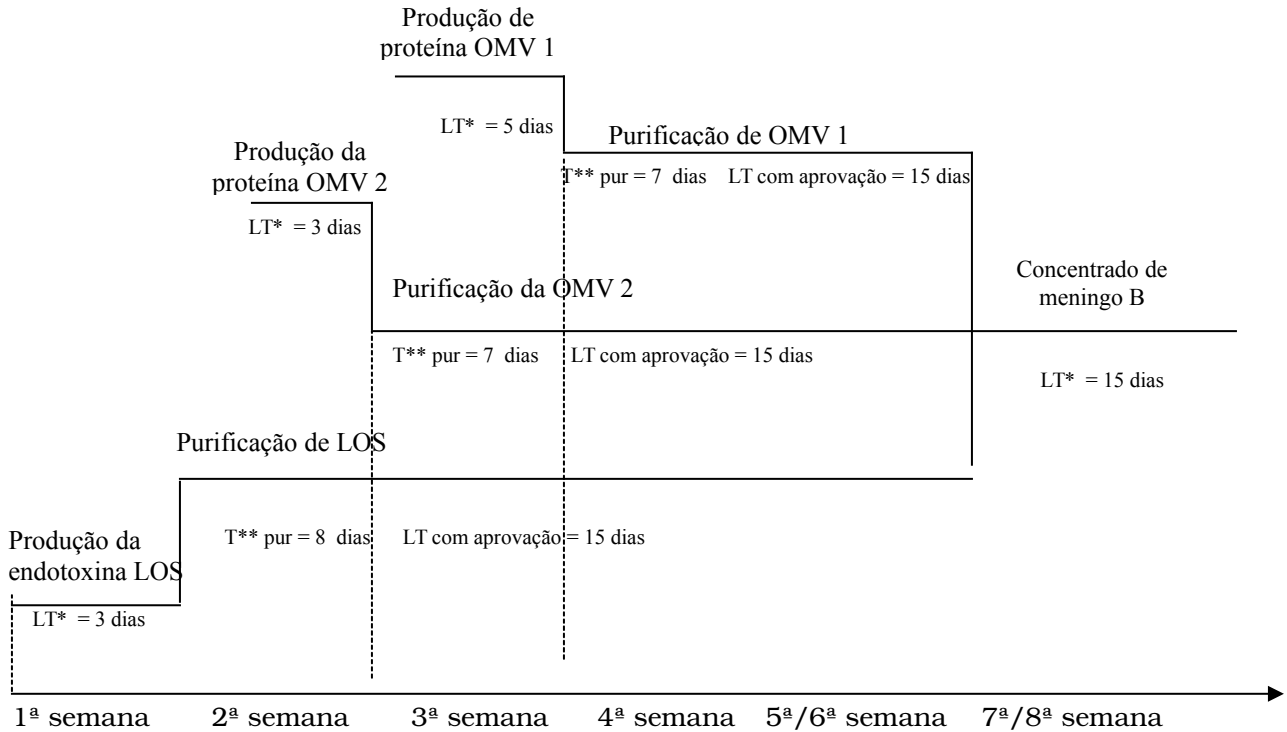 Produção de
proteína OMV 1
LT* = 5 dias
Purificação de OMV 1
T** pur = 7 dias LT com aprovação = 15 dias
Produção da
proteína OMV 2
LT* = 3 dias
Purificação da OMV 2
T** pur = 7 dias LT com aprovação = 15 dias
Concentrado de
meningo B
LT* = 15 dias
Purificação de LOS
T** pur = 8 dias LT com aprovação = 15 dias
Produção da
endotoxina LOS
LT* = 3 dias
1ª semana 2ª semana 3ª semana 4ª semana 5ª/6ª semana 7ª/8ª semana